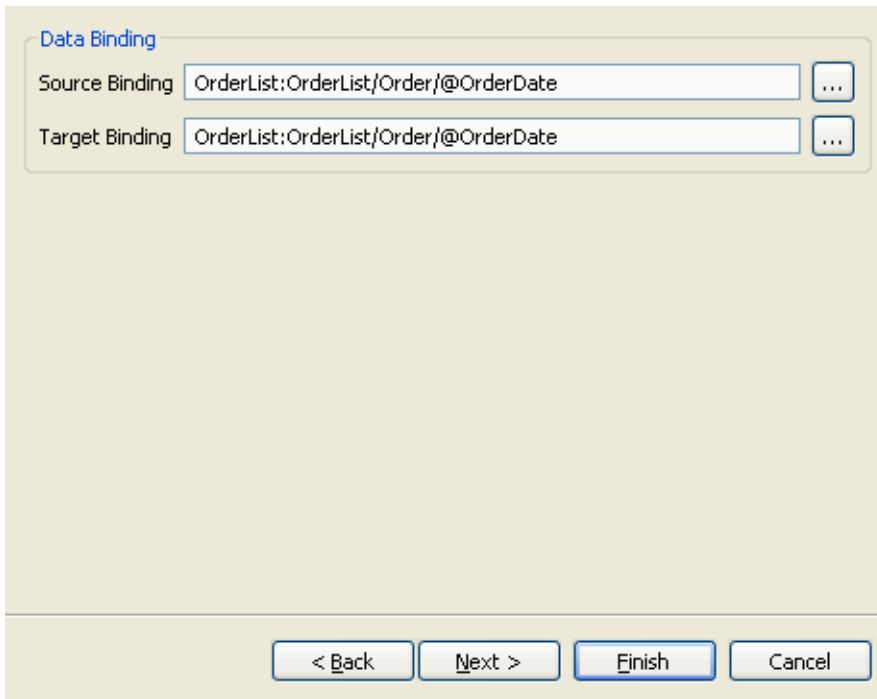 Data Binding
Source Binding OrderList:OrderList/Order/@OrderDate ...
Target Binding OrderList:OrderList/Order/@OrderDate ...
< Back Next > Finish Cancel